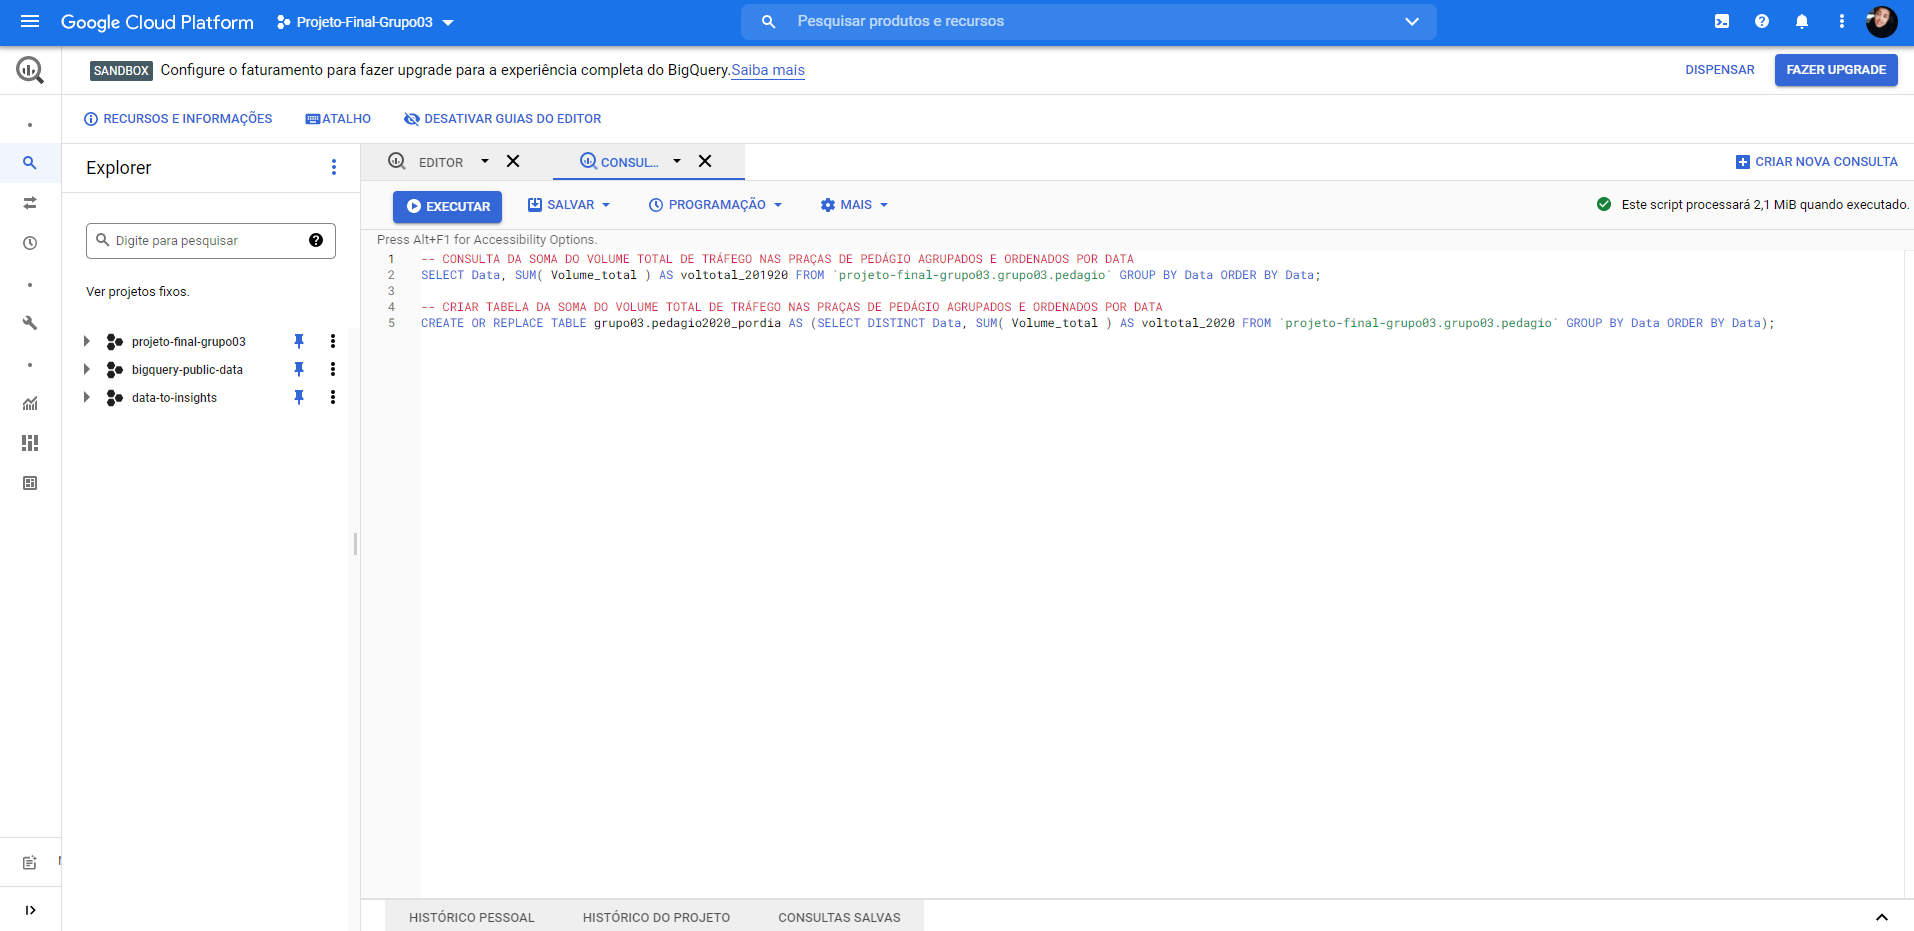 Google Cloud Platform Projeto-Final-Grupo03 Pesquisar produtos e recursos
SANDBOX Configure o faturamento para fazer upgrade para a experiência completa do BigQuery. Saiba mais DISPENSAR FAZER UPGRADE
RECURSOS E INFORMAÇÕES ATALHO DESATIVAR GUIAS DO EDITOR
Explorer
Digite para pesquisar
Ver projetos fixos.
projeto-final-grupo03
bigquery-public-data
data-to-insights
EDITOR CONSUL... CRIAR NOVA CONSULTA
EXECUTAR SALVAR PROGRAMAÇÃO MAIS Este script processará 2,1 MiB quando executado.
Press Alt+F1 for Accessibility Options.
1 -- CONSULTA DA SOMA DO VOLUME TOTAL DE TRÁFEGO NAS PRAÇAS DE PEDÁGIO AGRUPADOS E ORDENADOS POR DATA
2 SELECT Data, SUM( Volume_total ) AS voltotal_201920 FROM `projeto-final-grupo03.grupo03.pedagio` GROUP BY Data ORDER BY Data;
3
4 -- CRIAR TABELA DA SOMA DO VOLUME TOTAL DE TRÁFEGO NAS PRAÇAS DE PEDÁGIO AGRUPADOS E ORDENADOS POR DATA
5 CREATE OR REPLACE TABLE grupo03.pedagio2020_pordia AS (SELECT DISTINCT Data, SUM( Volume_total ) AS voltotal_2020 FROM `projeto-final-grupo03.grupo03.pedagio` GROUP BY Data ORDER BY Data);
HISTÓRICO PESSOAL HISTÓRICO DO PROJETO CONSULTAS SALVAS